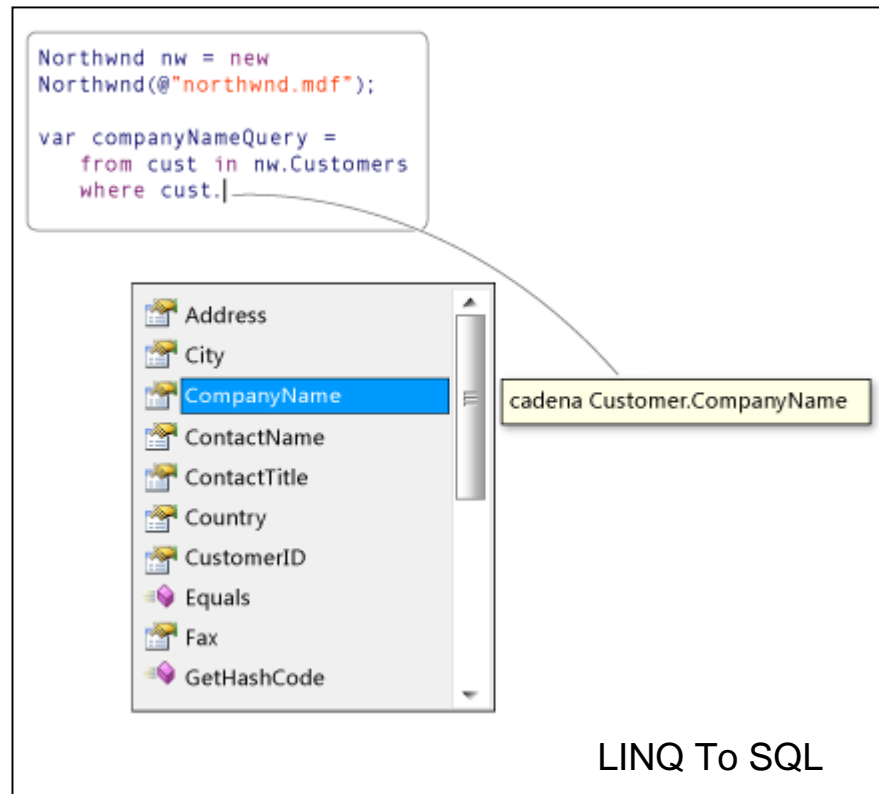 Northwnd nw = new
Northwnd(@"northwnd.mdf");
var companyNameQuery =
from cust in nw.Customers
where cust.
Address
City
CompanyName
cadena Customer.CompanyName
ContactName
ContactTitle
Country
CustomerID
Equals
Fax
GetHashCode
LINQ To SQL